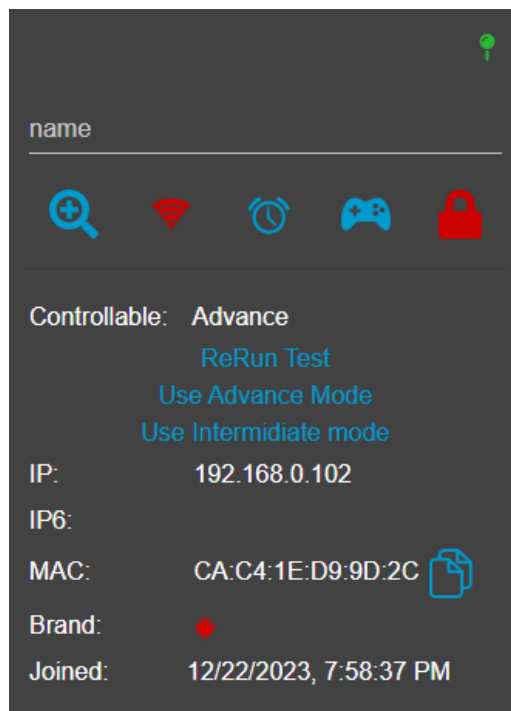 name
Controllable: Advance
ReRun Test
Use Advance Mode
Use Intermidiate mode
IP: 192.168.0.102
IP6:
MAC: CA:C4:1E:D9:9D:2C
Brand:
Joined: 12/22/2023, 7:58:37 PM